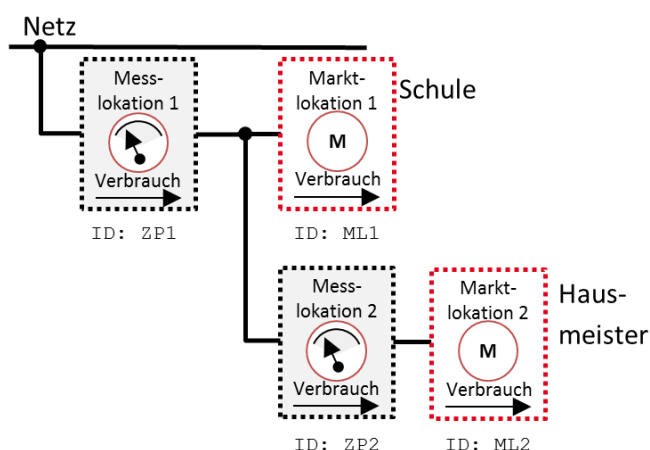 Netz
Mess-
lokation 1
Verbrauch
ID: ZP1
Markt-
lokation 1
M
Verbrauch
ID: ML1
Schule
Mess-
lokation 2
Verbrauch
ID: ZP2
Markt-
lokation 2
M
Verbrauch
ID: ML2
Haus-
meister